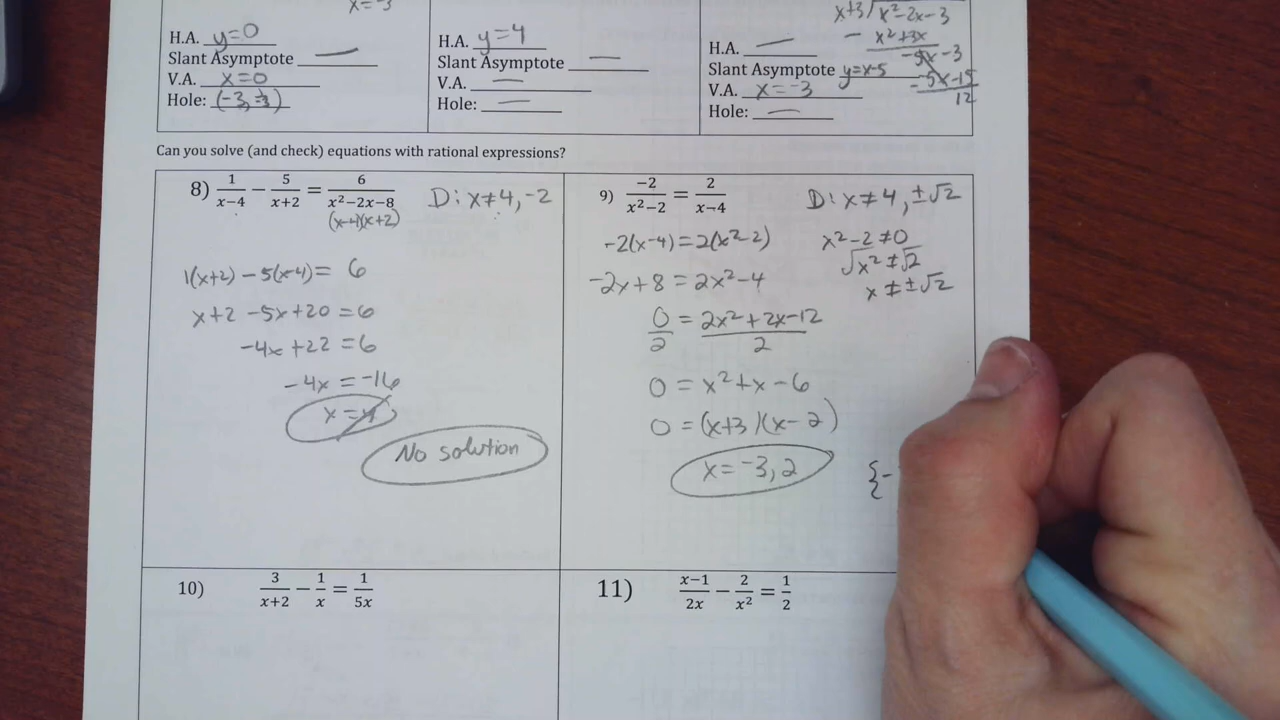 x=-3
H.A. y=0
Slant Asymptote —
V.A. x=0
Hole: (-3,
H.A. y=4
Slant Asymptote —
V.A. —
Hole: —
x+3 x²-2x-3
- x²+3x
-5x-3
- -5x-15
12
H.A. —
Slant Asymptote y=x-5
V.A. x=-3
Hole: —
Can you solve (and check) equations with rational expressions?
8) 1/(x−4) − 5/(x+2) = 6/(x²−2x−8)
(x-4)(x+2)
D: x≠4,-2
1(x+2) -5(x-4) = 6
x+2 -5x+20 = 6
-4x+22 = 6
-4x = -16
x=4
No solution
9) −2/(x²−2) = 2/(x−4)
D: x≠4, ±√2
-2(x-4)=2(x²-2)
x²-2≠0
√x² ≠ √2
x ≠ ±√2
-2x+8 = 2x²-4
0/2 = (2x²+2x-12)/2
0 = x²+x-6
0 = (x+3)(x-2)
x=-3,2
{-
10) 3/(x+2) − 1/x = 1/5x
11) (x−1)/2x − 2/x² = 1/2